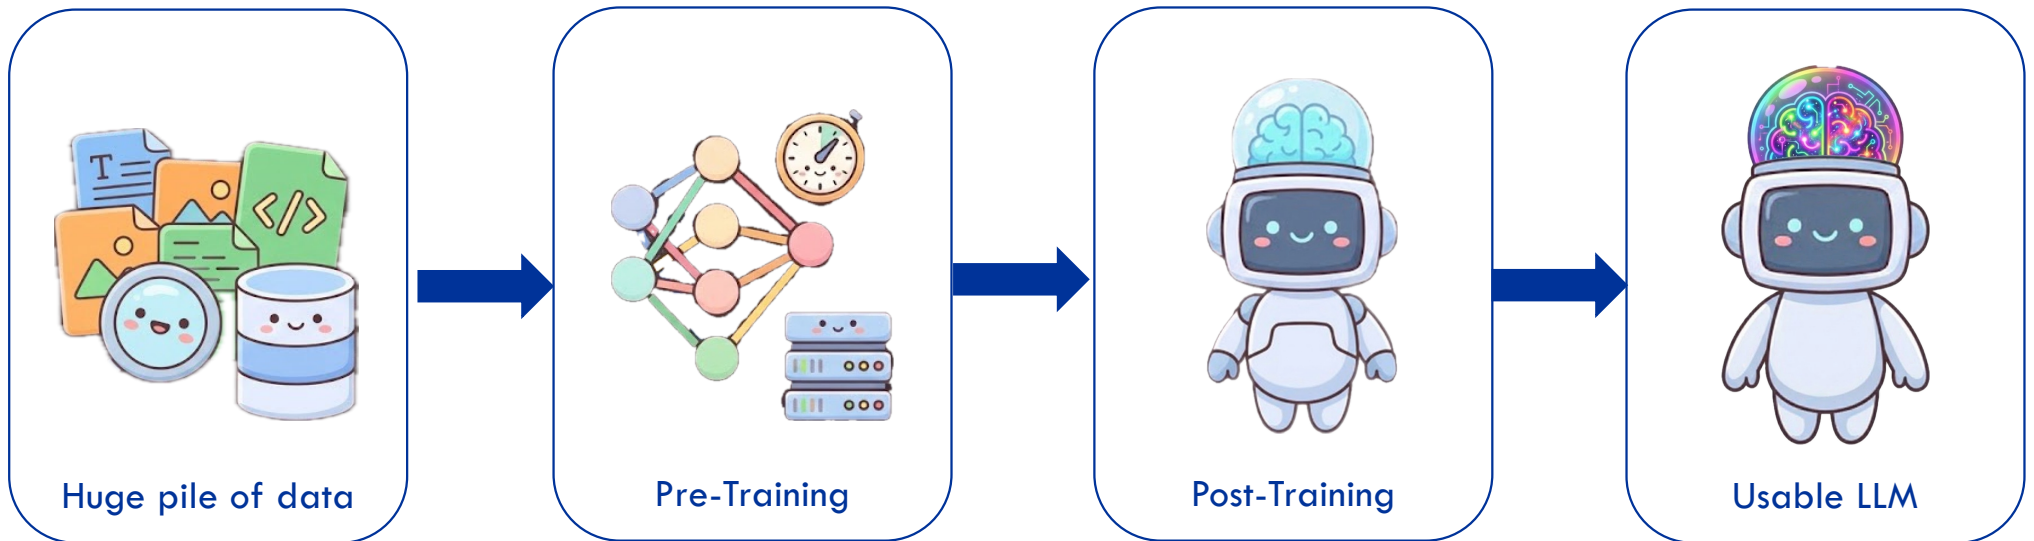 T
</>
Huge pile of data
Pre-Training
Post-Training
Usable LLM